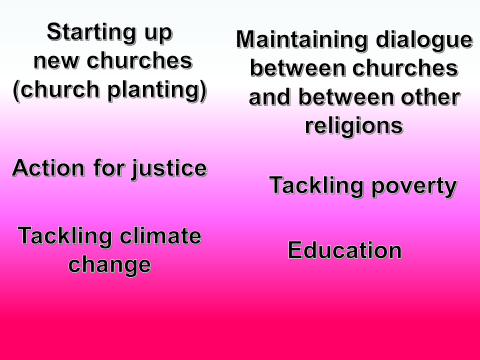 Starting up
new churches
(church planting)
Maintaining dialogue
between churches
and between other
religions
Action for justice
Tackling poverty
Tackling climate
change
Education